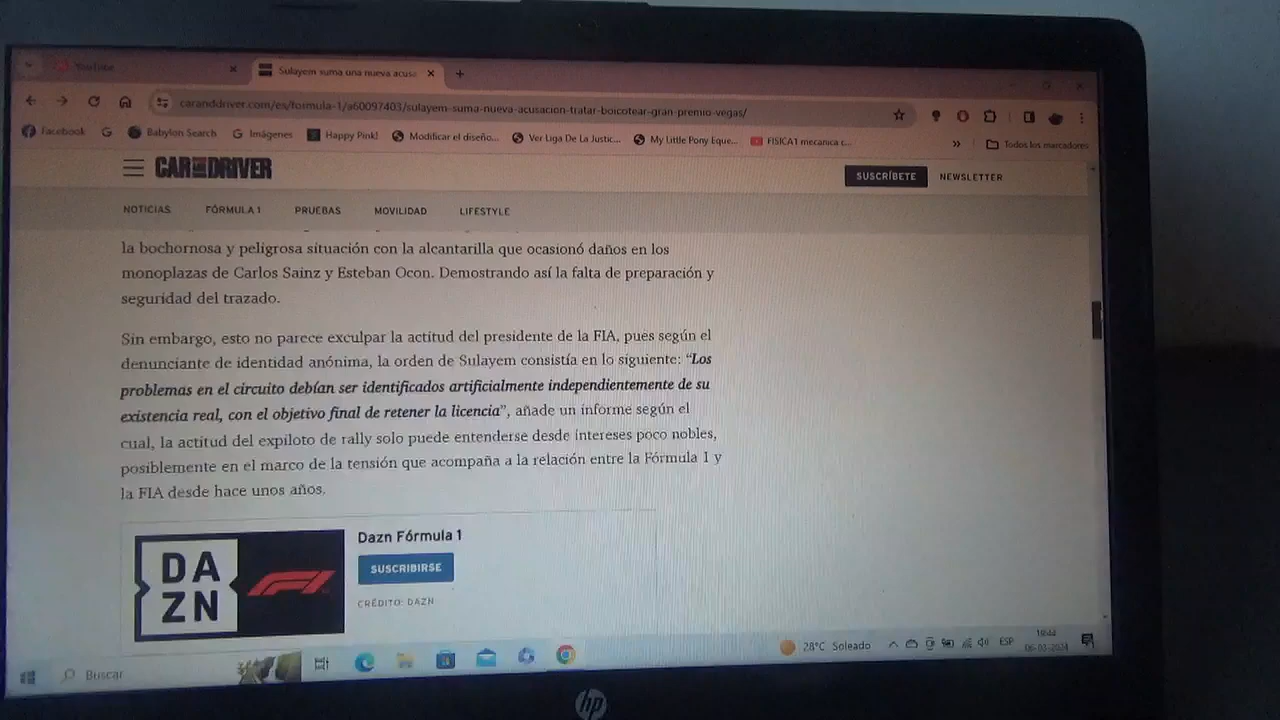 YouTube
Sulayem suma una nueva acusa
caranddriver.com/es/formula-1/a60097403/sulayem-suma-nueva-acusacion-tratar-boicotear-gran-premio-vegas/
Facebook G Babylon Search G Imágenes Happy Pink! Modificar el diseño... Ver Liga De La Justic... My Little Pony Eque... FISICA1 mecanica c... » Todos los marcadores
CAR AND DRIVER SUSCRÍBETE NEWSLETTER
NOTICIAS FÓRMULA 1 PRUEBAS MOVILIDAD LIFESTYLE
la bochornosa y peligrosa situación con la alcantarilla que ocasionó daños en los
monoplazas de Carlos Sainz y Esteban Ocon. Demostrando así la falta de preparación y
seguridad del trazado.
Sin embargo, esto no parece exculpar la actitud del presidente de la FIA, pues según el
denunciante de identidad anónima, la orden de Sulayem consistía en lo siguiente: “Los
problemas en el circuito debían ser identificados artificialmente independientemente de su
existencia real, con el objetivo final de retener la licencia”, añade un informe según el
cual, la actitud del expiloto de rally solo puede entenderse desde intereses poco nobles,
posiblemente en el marco de la tensión que acompaña a la relación entre la Fórmula 1 y
la FIA desde hace unos años.
DA
ZN
F1
Dazn Fórmula 1
SUSCRIBIRSE
CRÉDITO: DAZN
Buscar
28°C Soleado
ESP
06-03-2024
hp